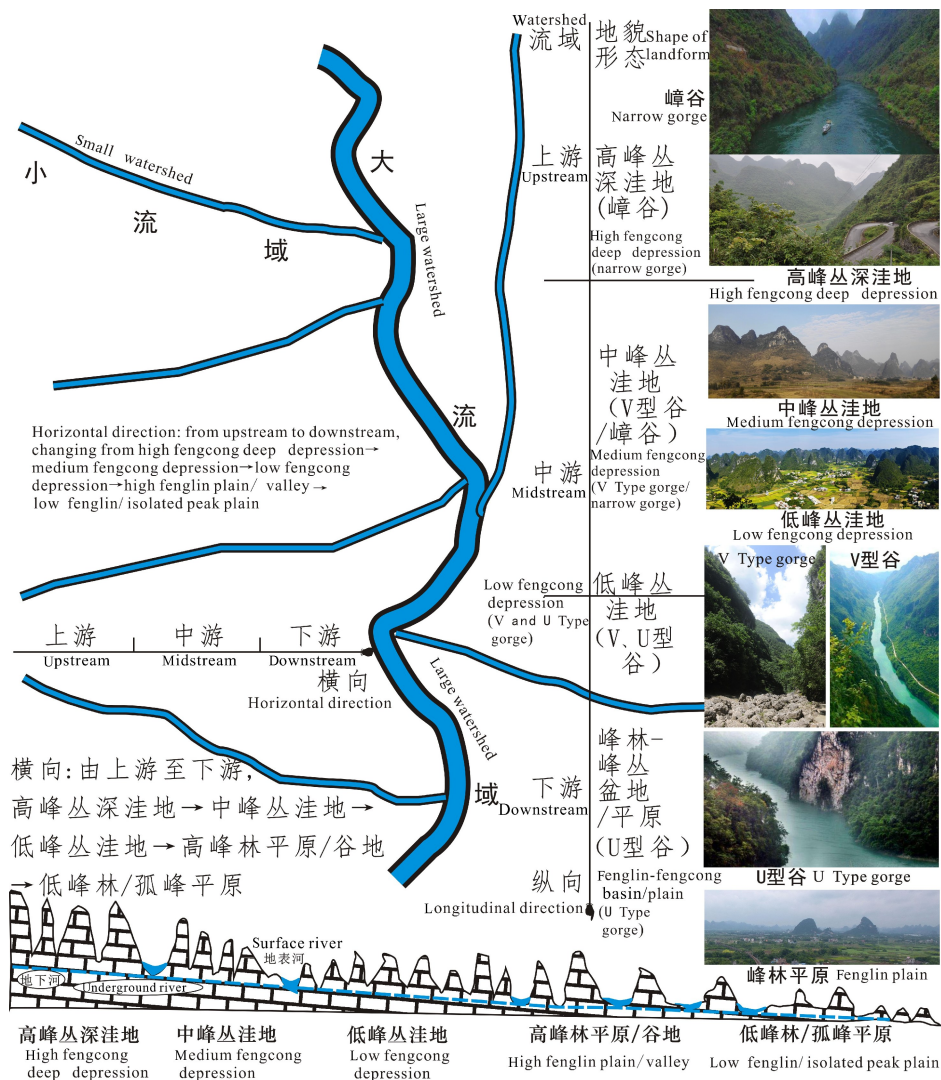 Watershed
流域
地貌
形态
Shape of
landform
嶂谷
Narrow gorge
小
流
域
Small watershed
大
流
域
Large watershed
上游
Upstream
高峰丛
深洼地
(嶂谷)
High fengcong
deep depression
(narrow gorge)
高峰丛深洼地
High fengcong deep depression
中峰丛
洼地
(V型谷
/嶂谷)
中游
Midstream
Medium fengcong
depression
(V Type gorge/
narrow gorge)
中峰丛洼地
Medium fengcong depression
低峰丛洼地
Low fengcong depression
Horizontal direction: from upstream to downstream,
changing from high fengcong deep depression→
medium fengcong depression→low fengcong
depression→high fenglin plain/ valley→
low fenglin/isolated peak plain
Low fengcong
depression
(V and U Type
gorge)
低峰丛
洼地
(V、U型
谷)
V Type gorge
V型谷
上游
Upstream
中游
Midstream
下游
Downstream
横向
Horizontal direction
Large watershed
横向:由上游至下游,
高峰丛深洼地→中峰丛洼地→
低峰丛洼地→高峰林平原/谷地
→低峰林/孤峰平原
下游
Downstream
峰林-
峰丛
盆地
/平原
(U型谷)
纵向
Longitudinal direction
Fenglin-fengcong
basin/plain
(U Type
gorge)
U型谷 U Type gorge
峰林平原 Fenglin plain
Surface river
地表河
地下河
Underground river
高峰丛深洼地
High fengcong
deep depression
中峰丛洼地
Medium fengcong
depression
低峰丛洼地
Low fengcong
depression
高峰林平原/谷地
High fenglin plain/valley
低峰林/孤峰平原
Low fenglin/isolated peak plain